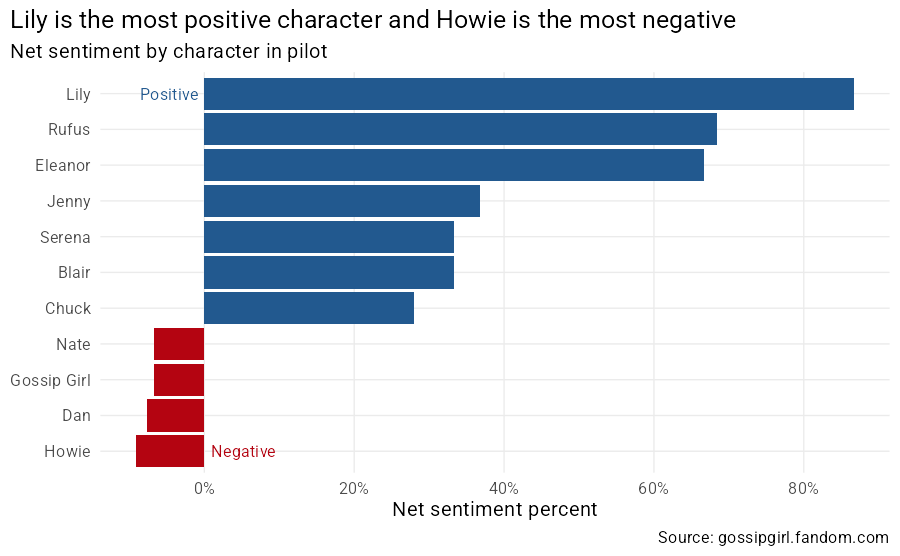 Lily is the most positive character and Howie is the most negative
Net sentiment by character in pilot
Lily
Positive
Rufus
Eleanor
Jenny
Serena
Blair
Chuck
Nate
Gossip Girl
Dan
Howie
Negative
0%
20%
40%
60%
80%
Net sentiment percent
Source: gossipgirl.fandom.com